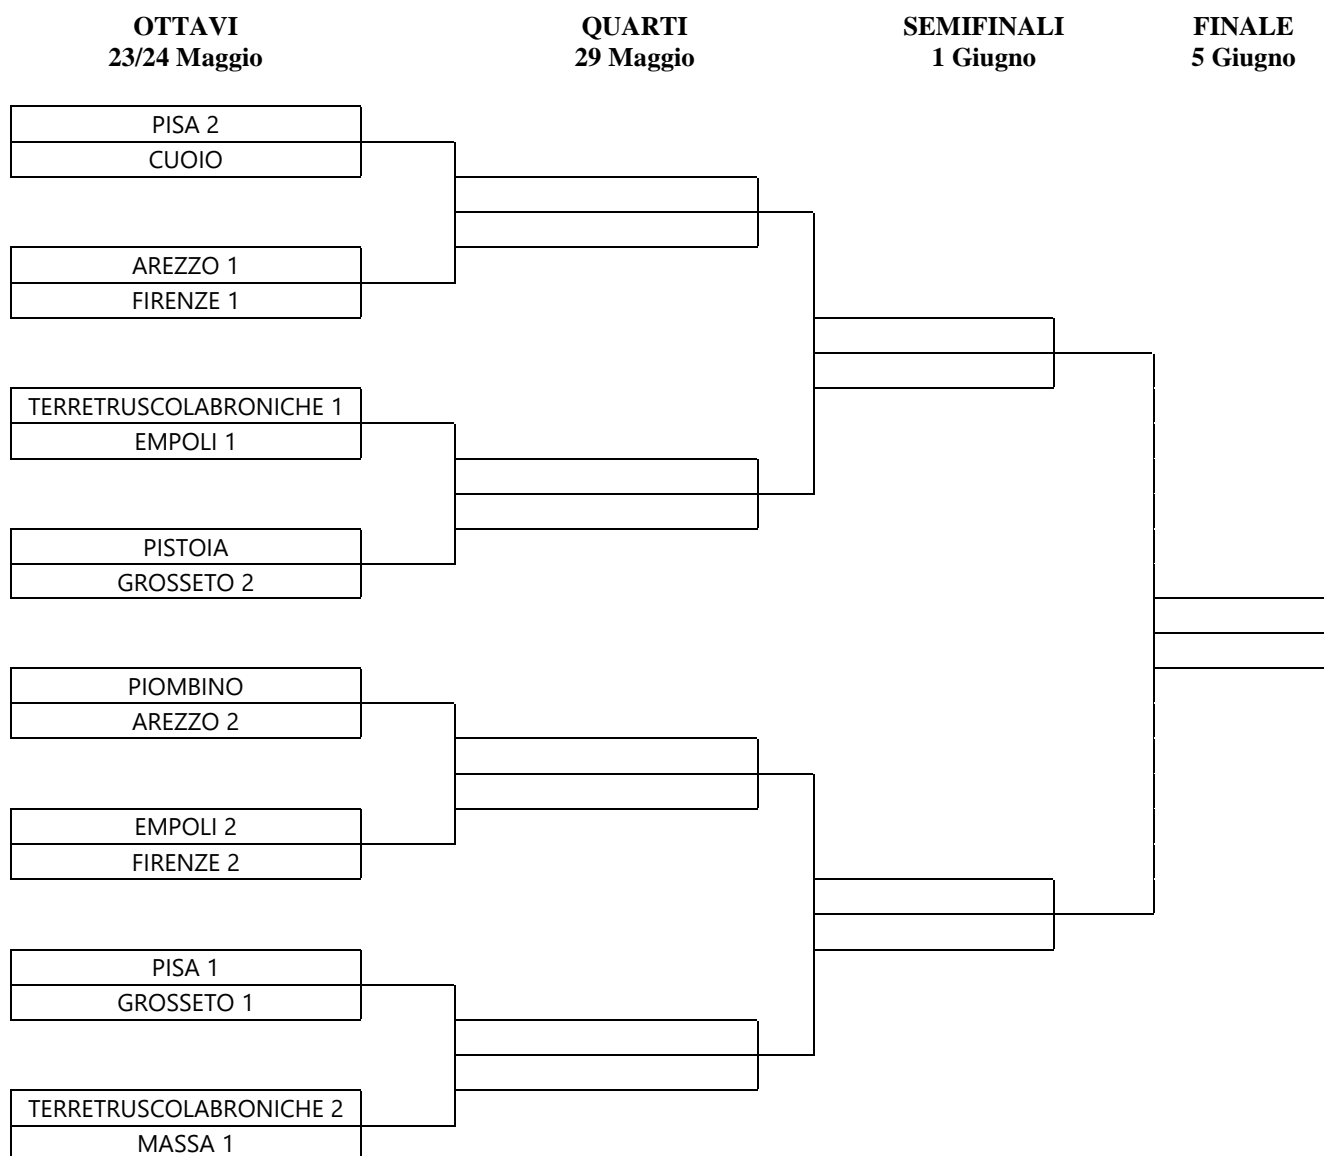 OTTAVI
23/24 Maggio
QUARTI
29 Maggio
SEMIFINALI
1 Giugno
FINALE
5 Giugno
PISA 2
CUOIO
AREZZO 1
FIRENZE 1
TERRETRUSCOLABRONICHE 1
EMPOLI 1
PISTOIA
GROSSETO 2
PIOMBINO
AREZZO 2
EMPOLI 2
FIRENZE 2
PISA 1
GROSSETO 1
TERRETRUSCOLABRONICHE 2
MASSA 1